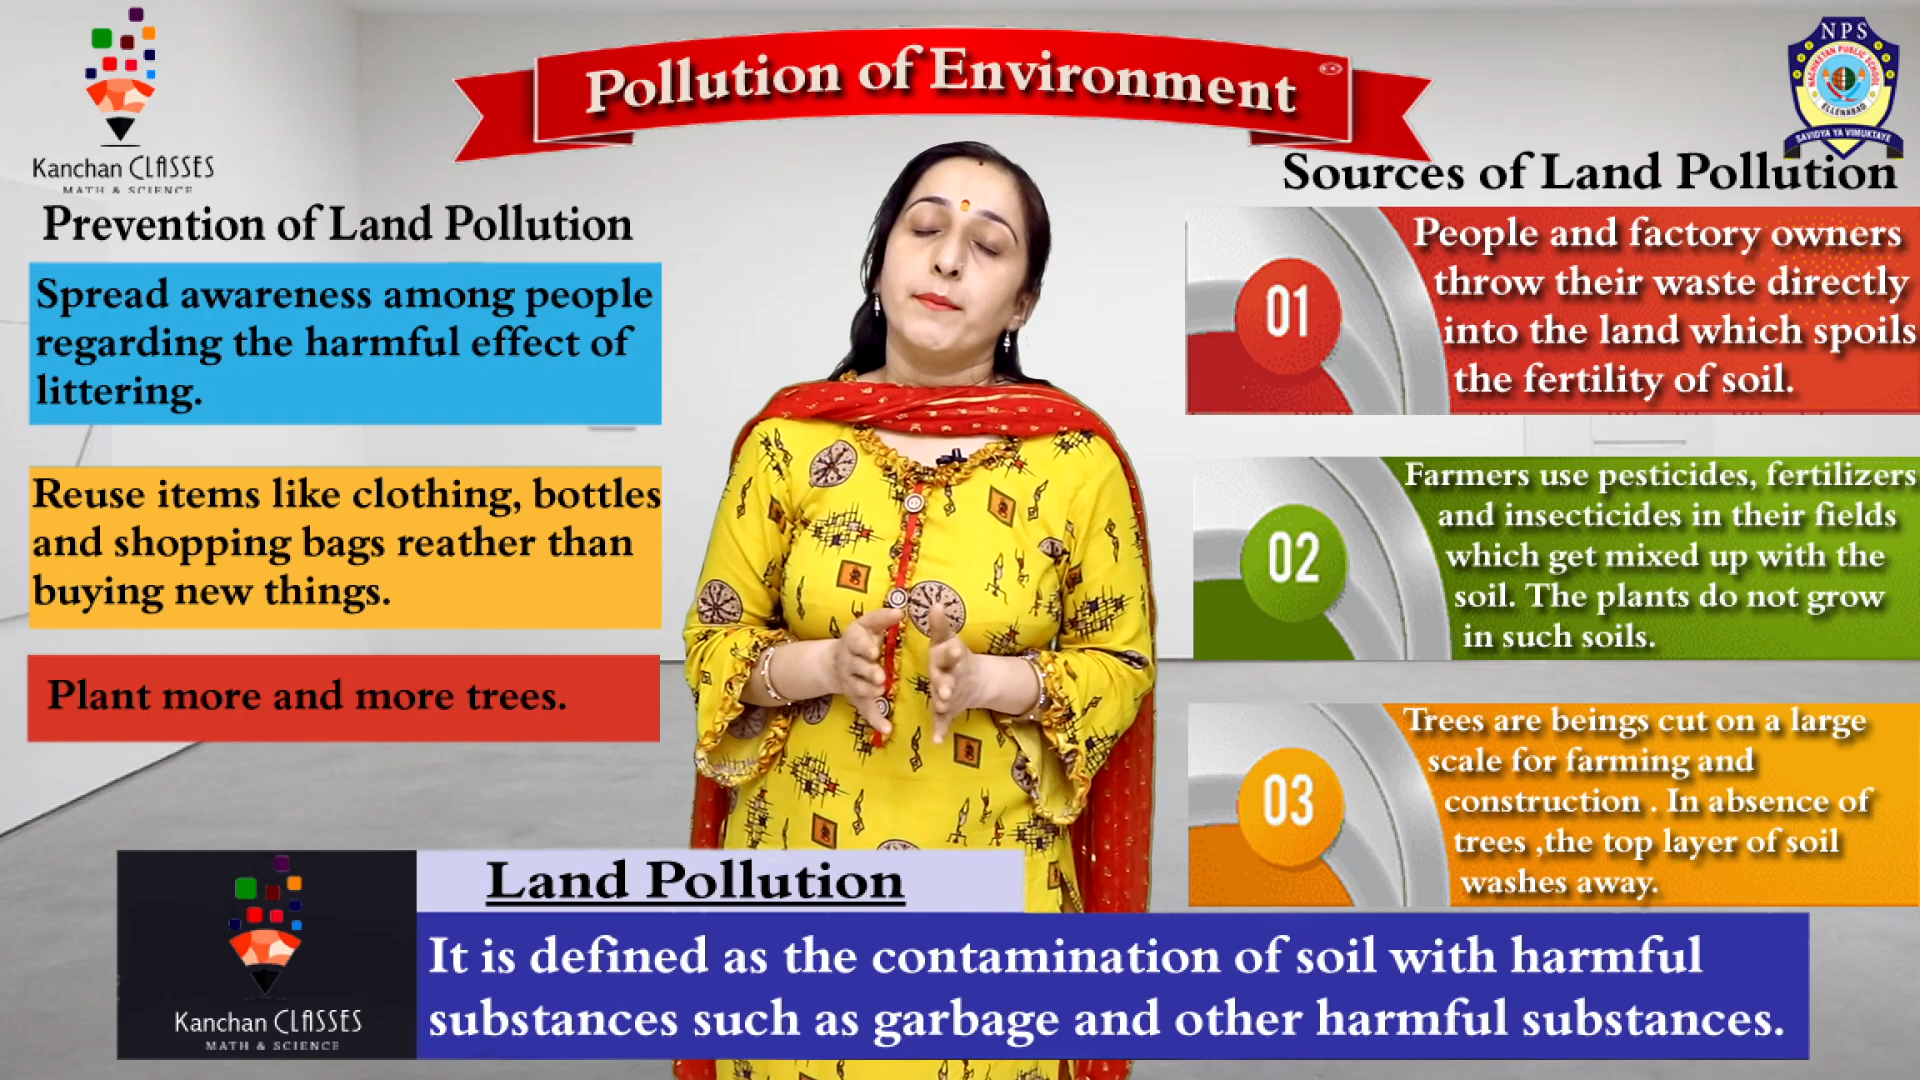 Pollution of Environment
Kanchan CLASSES
MATH & SCIENCE
NPS
NACHIKETAN PUBLIC SCHOOL
ELLENABAD
SAVIDYA YA VIMUKTAYE
Prevention of Land Pollution
Spread awareness among people
regarding the harmful effect of
littering.
Reuse items like clothing, bottles
and shopping bags reather than
buying new things.
Plant more and more trees.
Sources of Land Pollution
01
People and factory owners
throw their waste directly
into the land which spoils
the fertility of soil.
02
Farmers use pesticides, fertilizers
and insecticides in their fields
which get mixed up with the
soil. The plants do not grow
in such soils.
03
Trees are beings cut on a large
scale for farming and
construction . In absence of
trees ,the top layer of soil
washes away.
Kanchan CLASSES
MATH & SCIENCE
Land Pollution
It is defined as the contamination of soil with harmful
substances such as garbage and other harmful substances.